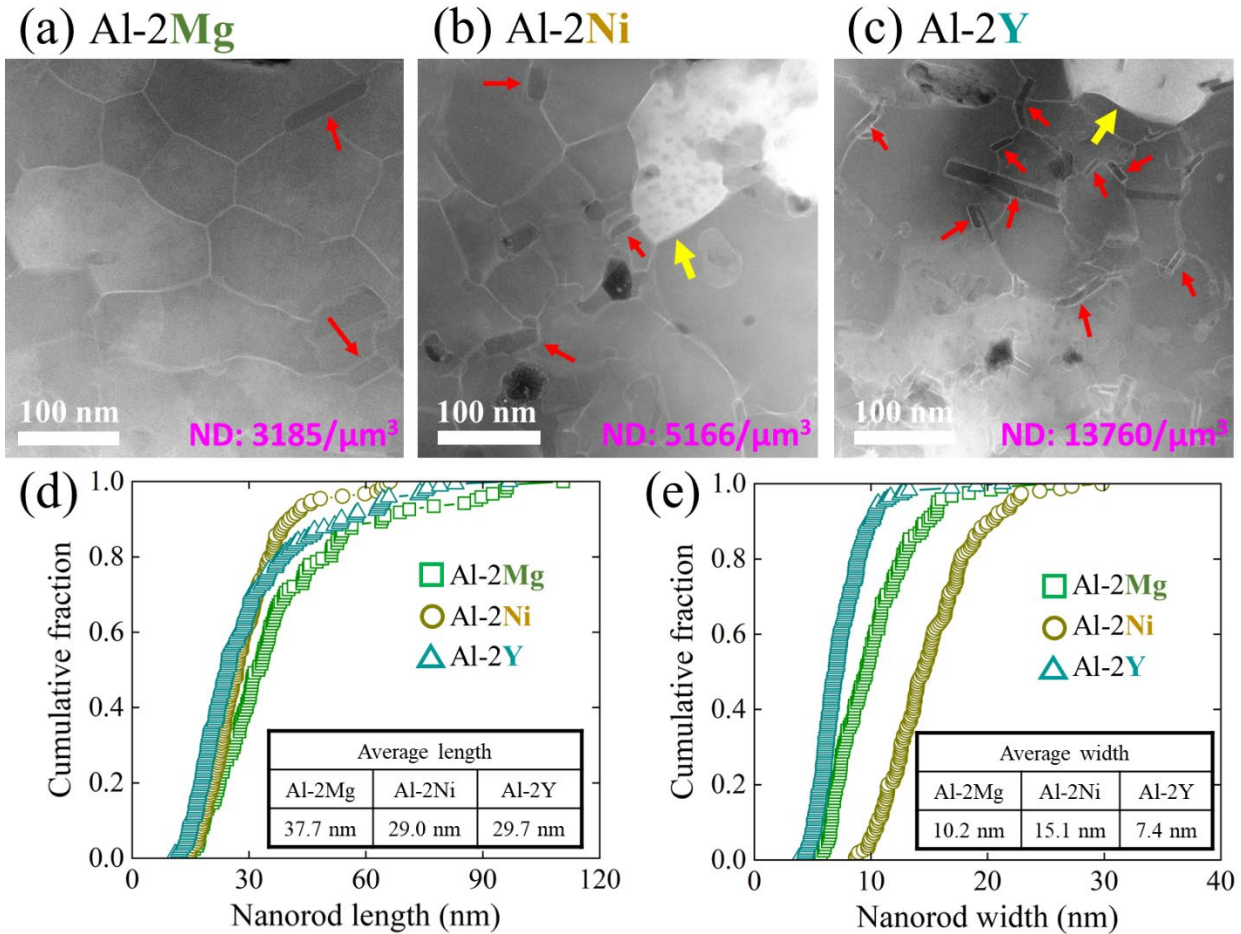 (a) Al-2Mg
(b) Al-2Ni
(c) Al-2Y
100 nm
ND: 3185/μm³
100 nm
ND: 5166/μm³
100 nm
ND: 13760/μm³
(d)
Cumulative fraction
1.0
0.8
0.6
0.4
0.2
0.0
Al-2Mg
Al-2Ni
Al-2Y
Average length
Al-2Mg Al-2Ni Al-2Y
37.7 nm 29.0 nm 29.7 nm
0 30 60 90 120
Nanorod length (nm)
(e)
Cumulative fraction
1.0
0.8
0.6
0.4
0.2
0.0
Al-2Mg
Al-2Ni
Al-2Y
Average width
Al-2Mg Al-2Ni Al-2Y
10.2 nm 15.1 nm 7.4 nm
0 10 20 30 40
Nanorod width (nm)